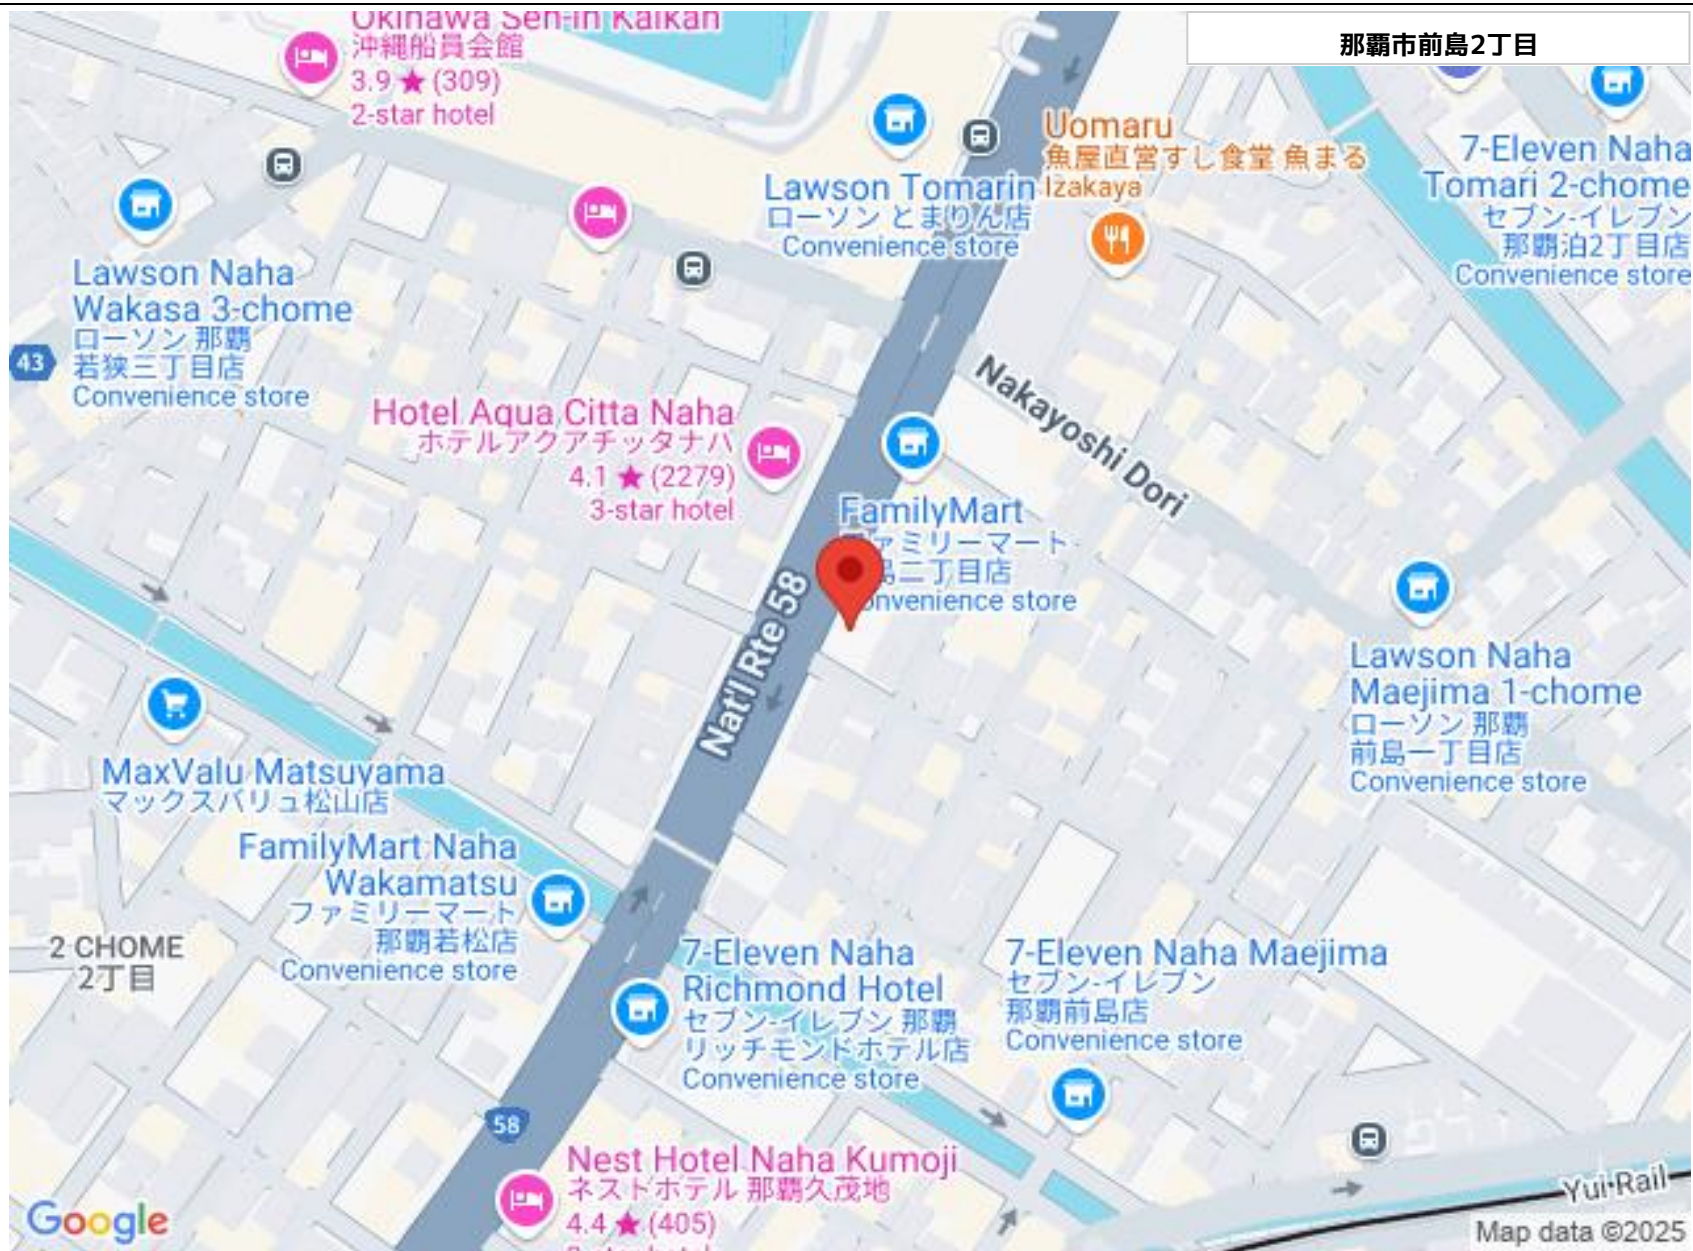 那覇市前島2丁目
Okinawa Sen-in Kaikan
沖縄船員会館
3.9 ★ (309)
2-star hotel
Uomaru
魚屋直営すし食堂 魚まる
Izakaya
7-Eleven Naha
Tomari 2-chome
セブン-イレブン
那覇泊2丁目店
Convenience store
Lawson Tomarin
ローソン とまりん店
Convenience store
Lawson Naha
Wakasa 3-chome
ローソン 那覇
若狭三丁目店
Convenience store
43
Nakayoshi Dori
Hotel Aqua Citta Naha
ホテルアクアチッタナハ
4.1 ★ (2279)
3-star hotel
FamilyMart
島二丁目店
Convenience store
Nat'l Rte 58
Lawson Naha
Maejima 1-chome
ローソン 那覇
前島一丁目店
Convenience store
MaxValu Matsuyama
マックスバリュ松山店
FamilyMart Naha
Wakamatsu
ファミリーマート
那覇若松店
Convenience store
2 CHOME
2丁目
7-Eleven Naha
Richmond Hotel
セブン-イレブン 那覇
リッチモンドホテル店
Convenience store
7-Eleven Naha Maejima
セブン-イレブン
那覇前島店
Convenience store
58
Nest Hotel Naha Kumoji
ネストホテル 那覇久茂地
4.4 ★ (405)
Yui Rail
Google
Map data ©2025